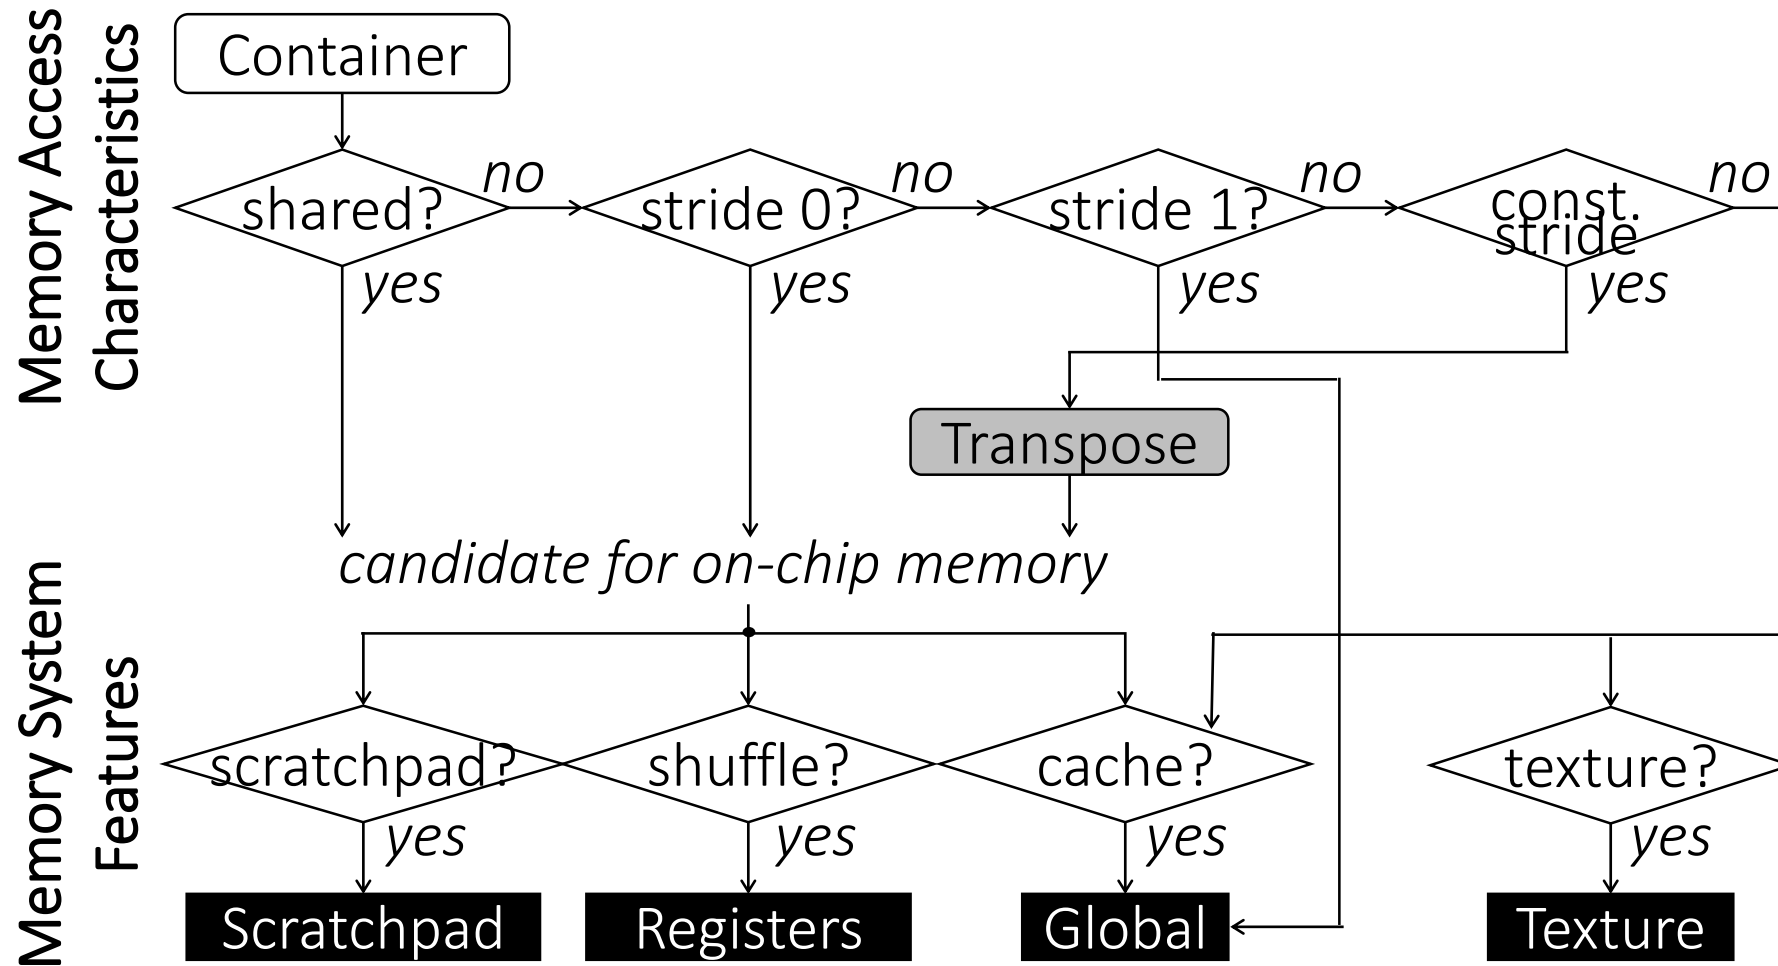 Memory Access
Characteristics
Container
shared?
no
stride 0?
no
stride 1?
no
const.
stride
no
yes
yes
yes
yes
Transpose
candidate for on-chip memory
Memory System
Features
scratchpad?
shuffle?
cache?
texture?
yes
yes
yes
yes
Scratchpad
Registers
Global
Texture